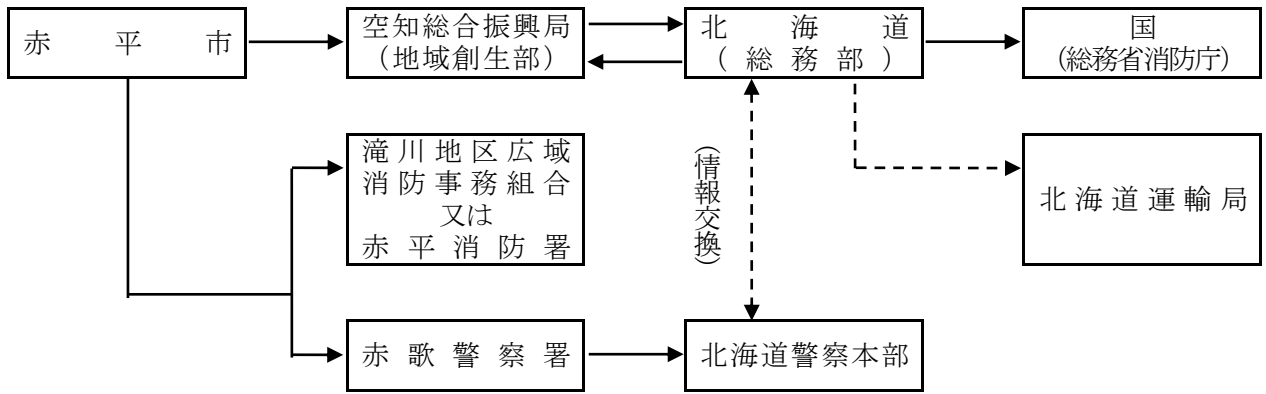 赤平市
空知総合振興局
（地域創生部）
北海道
（総務部）
国
（総務省消防庁）
滝川地区広域
消防事務組合
又は
赤平消防署
（情報交換）
北海道運輸局
赤歌警察署
北海道警察本部